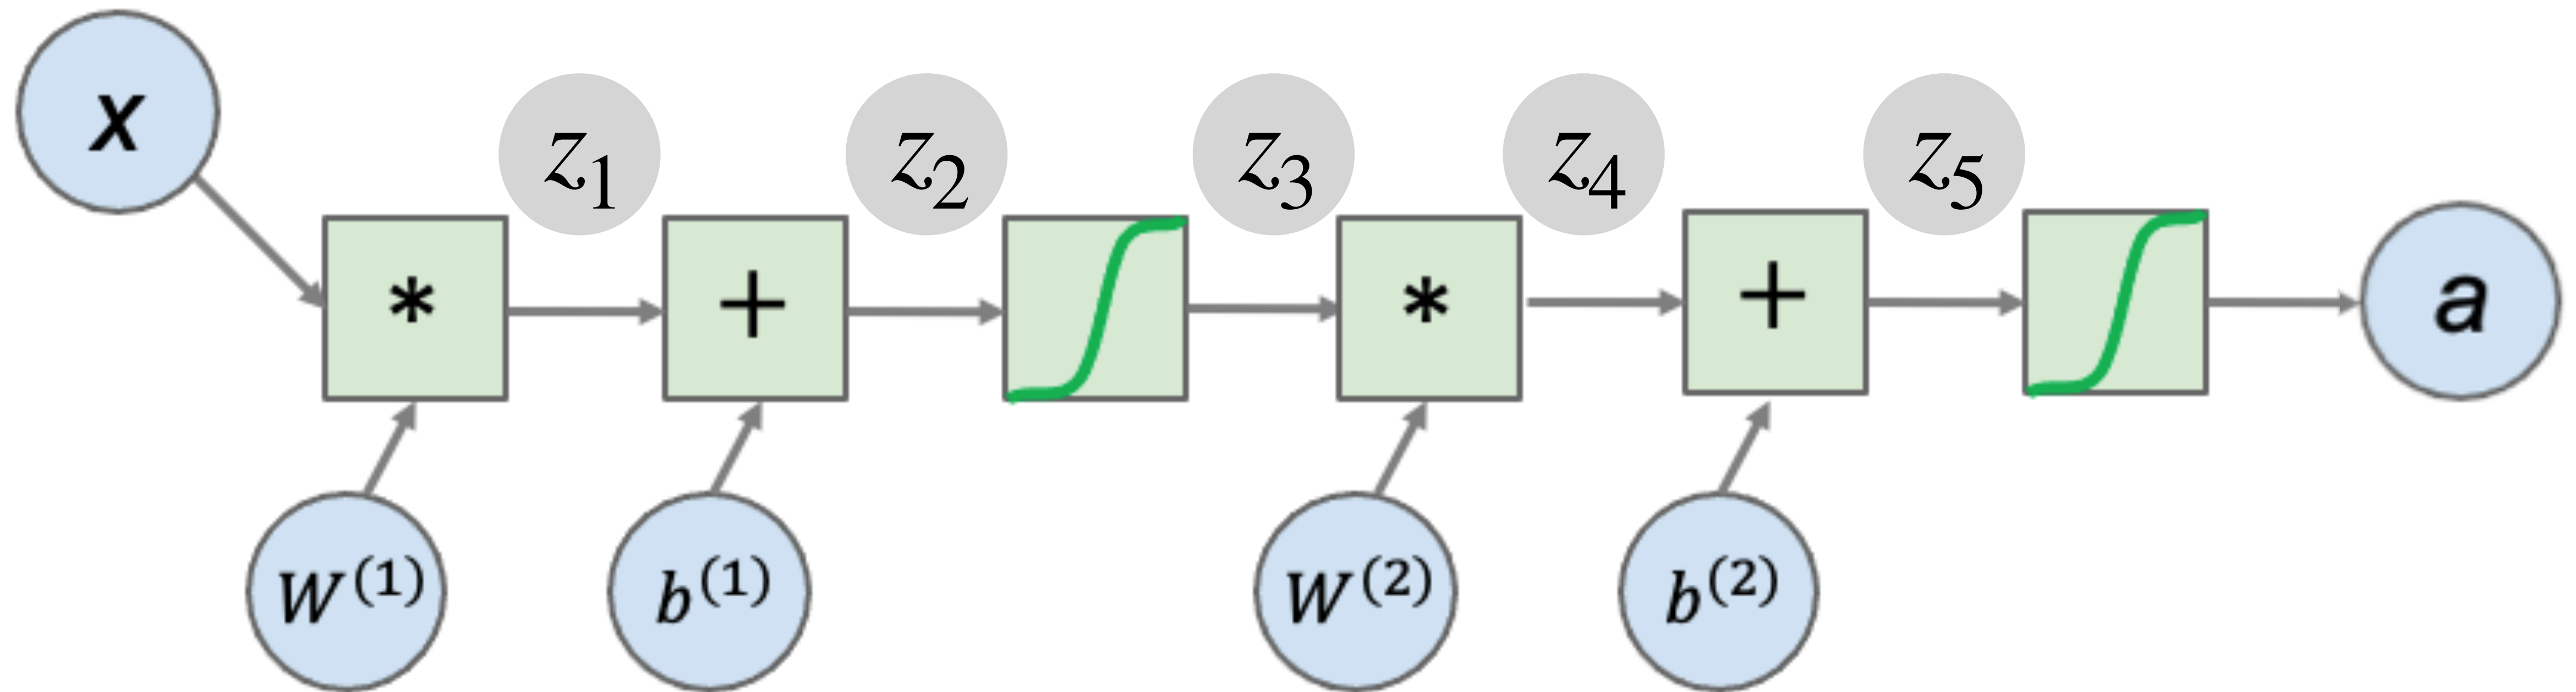 x
z₁ z₂ z₃ z₄ z₅
* + * + a
W⁽¹⁾ b⁽¹⁾ W⁽²⁾ b⁽²⁾